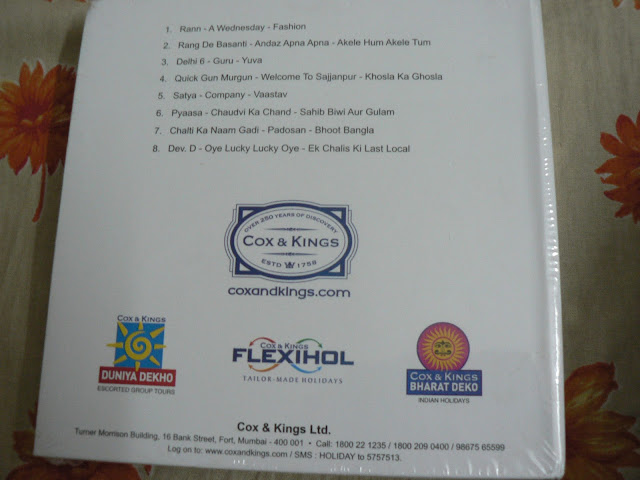 1. Rann - A Wednesday - Fashion
2. Rang De Basanti - Andaz Apna Apna - Akele Hum Akele Tum
3. Delhi 6 - Guru - Yuva
4. Quick Gun Murgun - Welcome To Sajjanpur - Khosla Ka Ghosla
5. Satya - Company - Vaastav
6. Pyaasa - Chaudvi Ka Chand - Sahib Biwi Aur Gulam
7. Chalti Ka Naam Gadi - Padosan - Bhoot Bangla
8. Dev. D - Oye Lucky Lucky Oye - Ek Chalis Ki Last Local
OVER 250 YEARS OF DISCOVERY
COX & KINGS
ESTD 1758
coxandkings.com
COX & KINGS
DUNIYA DEKHO
ESCORTED GROUP TOURS
COX & KINGS
FLEXIHOL
TAILOR-MADE HOLIDAYS
COX & KINGS
BHARAT DEKO
INDIAN HOLIDAYS
Cox & Kings Ltd.
Turner Morrison Building, 16 Bank Street, Fort, Mumbai - 400 001 • Call: 1800 22 1235 / 1800 209 0400 / 98675 65599
Log on to: www.coxandkings.com / SMS : HOLIDAY to 5757513.